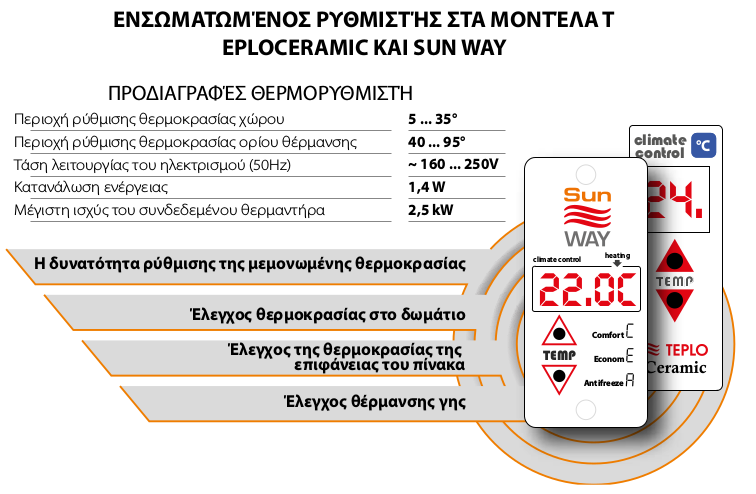 ΕΝΣΩΜΑΤΩΜΈΝΟΣ ΡΥΘΜΙΣΤΉΣ ΣΤΑ ΜΟΝΤΈΛΑ Τ
EPLOCERAMIC ΚΑΙ SUN WAY
ΠΡΟΔΙΑΓΡΑΦΈΣ ΘΕΡΜΟΡΥΘΜΙΣΤΉ
Περιοχή ρύθμισης θερμοκρασίας χώρου 5 ... 35°
Περιοχή ρύθμισης θερμοκρασίας ορίου θέρμανσης 40 ... 95°
Τάση λειτουργίας του ηλεκτρισμού (50Hz) ~ 160 ... 250V
Κατανάλωση ενέργειας 1,4 W
Μέγιστη ισχύς του συνδεδεμένου θερμαντήρα 2,5 kW
Η δυνατότητα ρύθμισης της μεμονωμένης θερμοκρασίας
Έλεγχος θερμοκρασίας στο δωμάτιο
Έλεγχος της θερμοκρασίας της
επιφάνειας του πίνακα
Έλεγχος θέρμανσης γης
Sun
WAY
climate control heating
22.0C
TEMP
Comfort C
Econom E
Antifreeze A
climate
control °C
24.
TEMP
TEPLO
Ceramic